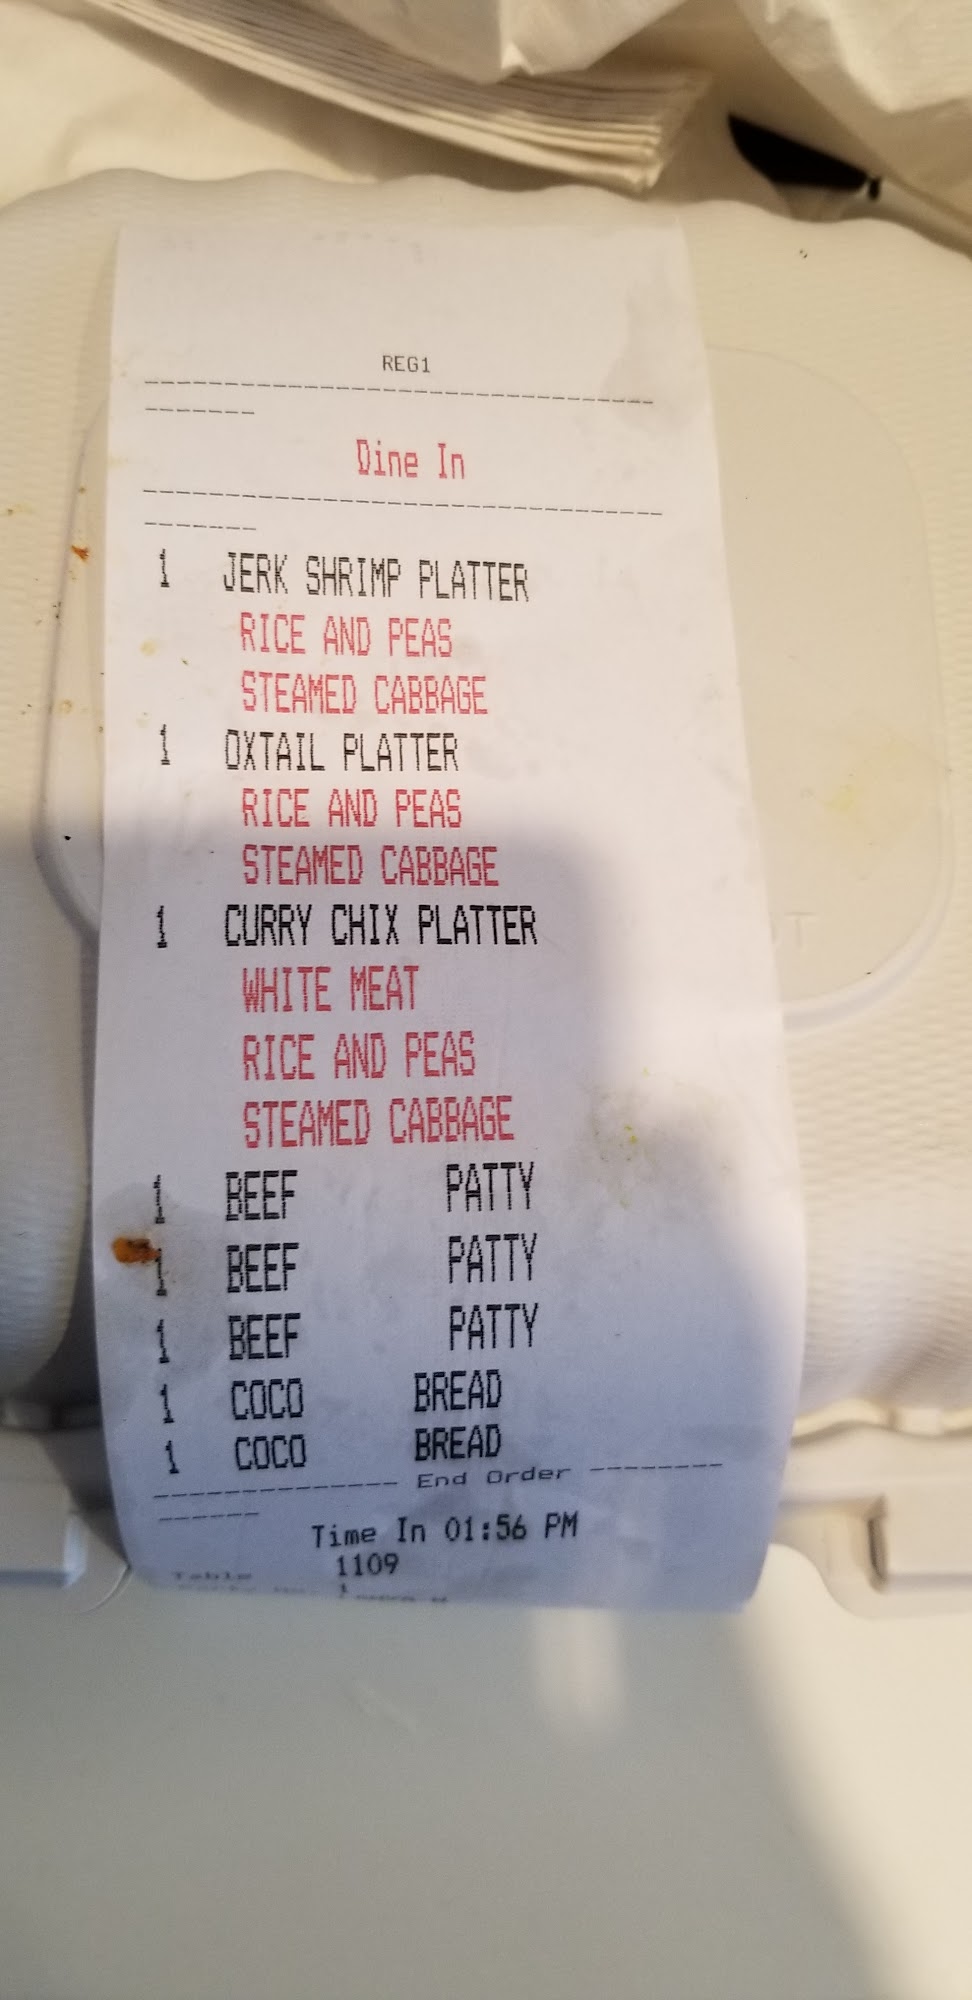 REG1
--------------------------------
-------
Dine In
--------------------------------
-------
1 JERK SHRIMP PLATTER
RICE AND PEAS
STEAMED CABBAGE
1 OXTAIL PLATTER
RICE AND PEAS
STEAMED CABBAGE
1 CURRY CHIX PLATTER
WHITE MEAT
RICE AND PEAS
STEAMED CABBAGE
1 BEEF PATTY
1 BEEF PATTY
1 BEEF PATTY
1 COCO BREAD
1 COCO BREAD
-------------- End Order --------
------
Time In 01:56 PM
Table 1109
1